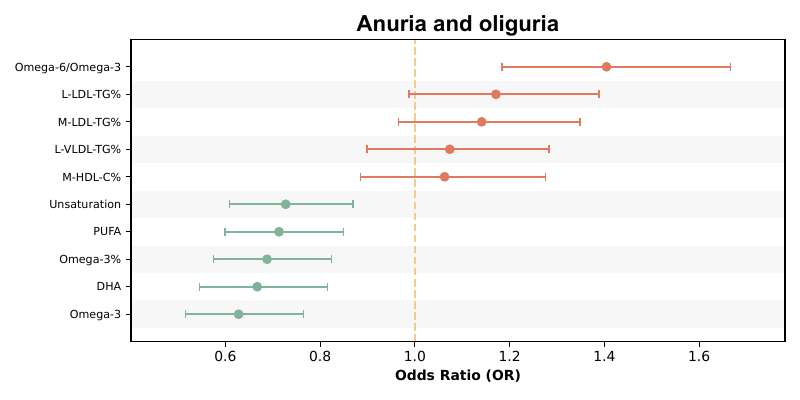 Anuria and oliguria
Omega-6/Omega-3
L-LDL-TG%
M-LDL-TG%
L-VLDL-TG%
M-HDL-C%
Unsaturation
PUFA
Omega-3%
DHA
Omega-3
0.6 0.8 1.0 1.2 1.4 1.6
Odds Ratio (OR)